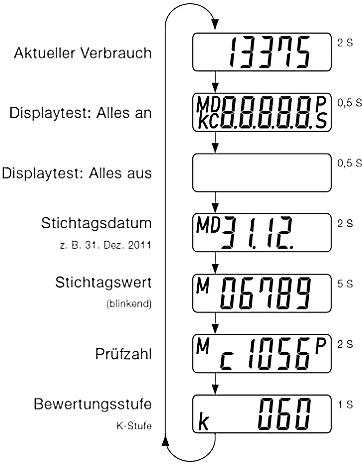 Aktueller Verbrauch
13375
2 S
Displaytest: Alles an
MD 8.8.8.8.8. P
KC S
0,5 S
Displaytest: Alles aus
0,5 S
Stichtagsdatum
z. B. 31. Dez. 2011
MD 31.12.
2 S
Stichtagswert
(blinkend)
M 06789
5 S
Prüfzahl
M c 1056 P
2 S
Bewertungsstufe
K-Stufe
k 060
1 S